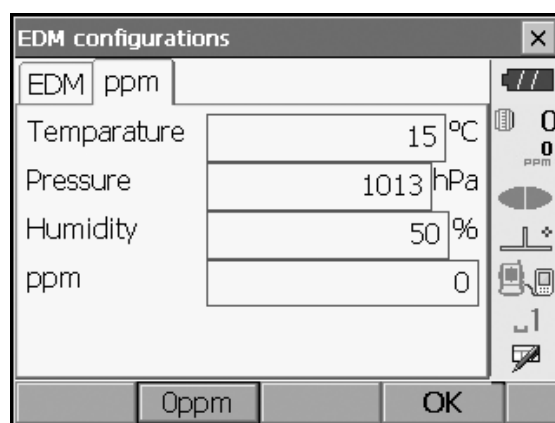 EDM configurations
EDM ppm
Temparature 15 ºC
Pressure 1013 hPa
Humidity 50 %
ppm 0
0
0
PPM
1
0ppm OK